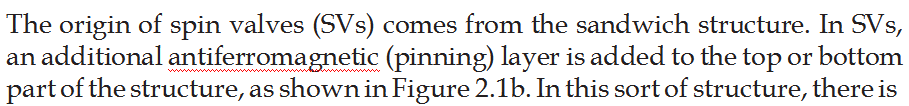 The origin of spin valves (SVs) comes from the sandwich structure. In SVs,
an additional antiferromagnetic (pinning) layer is added to the top or bottom
part of the structure, as shown in Figure 2.1b. In this sort of structure, there is